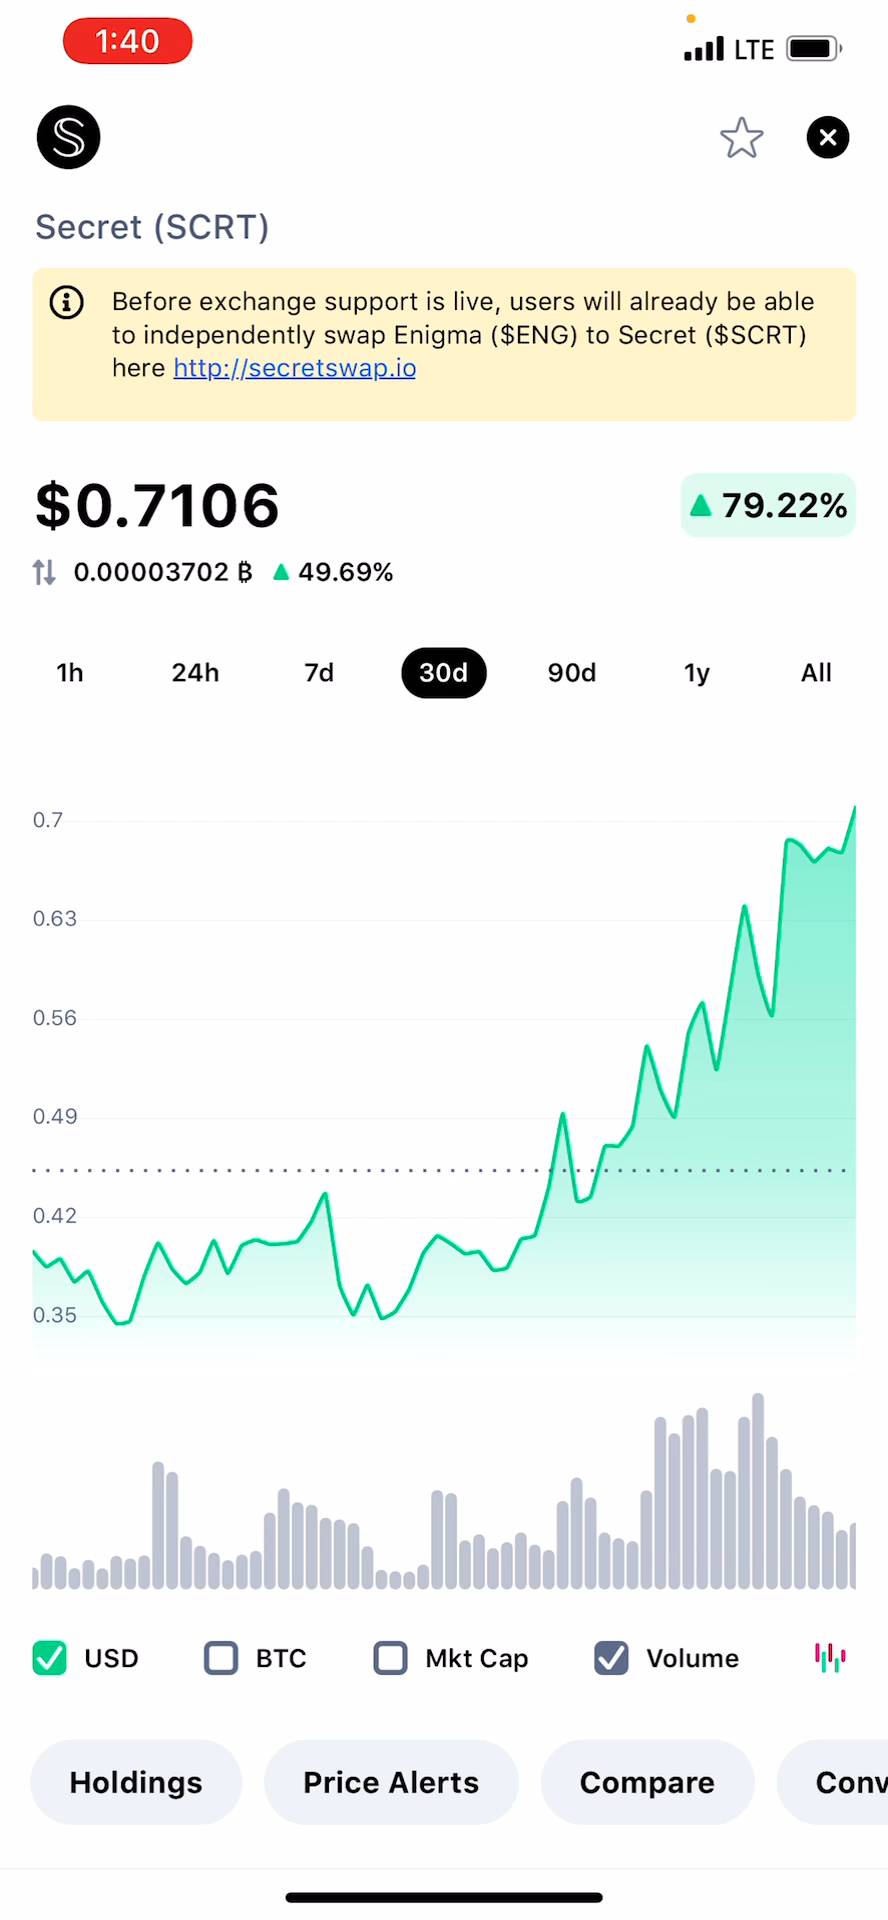 1:40
LTE
Secret (SCRT)
Before exchange support is live, users will already be able
to independently swap Enigma ($ENG) to Secret ($SCRT)
here http://secretswap.io
$0.7106
79.22%
0.00003702 ₿ 49.69%
1h 24h 7d 30d 90d 1y All
0.7
0.63
0.56
0.49
0.42
0.35
USD BTC Mkt Cap Volume
Holdings Price Alerts Compare Conv